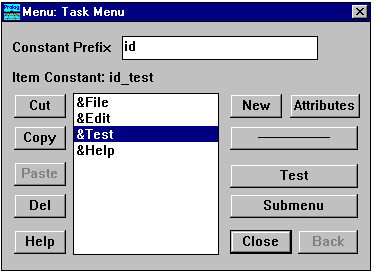 Prolog
Menu: Task Menu
Constant Prefix id
Item Constant: id_test
Cut
Copy
Paste
Del
Help
&File
&Edit
&Test
&Help
New Attributes
Test
Submenu
Close Back